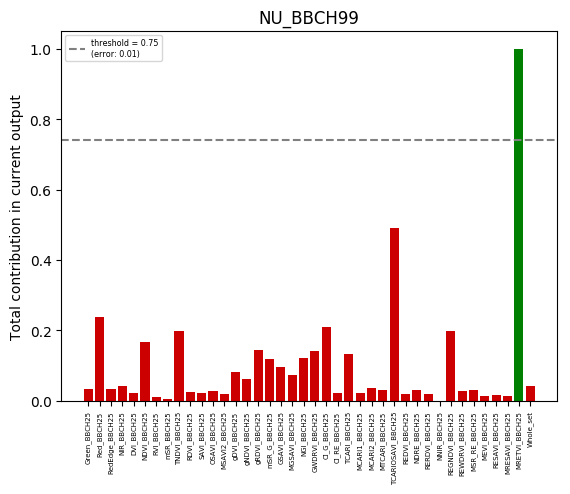 NU_BBCH99
threshold = 0.75
(error: 0.01)
Total contribution in current output
1.0
0.8
0.6
0.4
0.2
0.0
Green_BBCH25
Red_BBCH25
RedEdge_BBCH25
NIR_BBCH25
DVI_BBCH25
NDVI_BBCH25
RVI_BBCH25
mSR_BBCH25
TNDVI_BBCH25
RDVI_BBCH25
SAVI_BBCH25
OSAVI_BBCH25
MSAVI2_BBCH25
gDVI_BBCH25
gNDVI_BBCH25
gRDVI_BBCH25
mSR_G_BBCH25
GSAVI_BBCH25
MGSAVI_BBCH25
NGI_BBCH25
GWDRVI_BBCH25
CI_G_BBCH25
CI_RE_BBCH25
TCARI_BBCH25
MCARI1_BBCH25
MCARI2_BBCH25
MTCARI_BBCH25
TCARIOSAVI_BBCH25
REDVI_BBCH25
NDRE_BBCH25
RERDVI_BBCH25
NNIR_BBCH25
REGNDVI_BBCH25
REWDRVI_BBCH25
MSR_RE_BBCH25
MEVI_BBCH25
RESAVI_BBCH25
MRESAVI_BBCH25
MRETVI_BBCH25
Whole_set